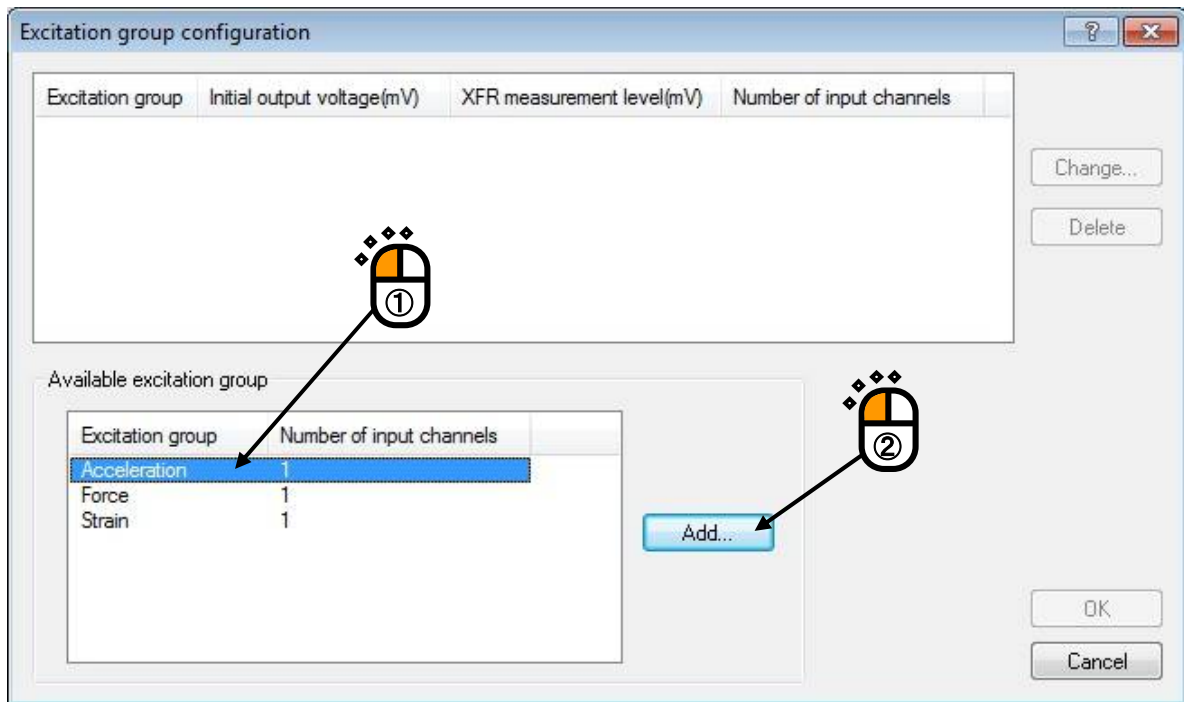 Excitation group configuration
Excitation group Initial output voltage(mV) XFR measurement level(mV) Number of input channels
Change...
Delete
①
Available excitation group
②
Excitation group Number of input channels
Acceleration 1
Force 1
Strain 1
Add...
OK
Cancel